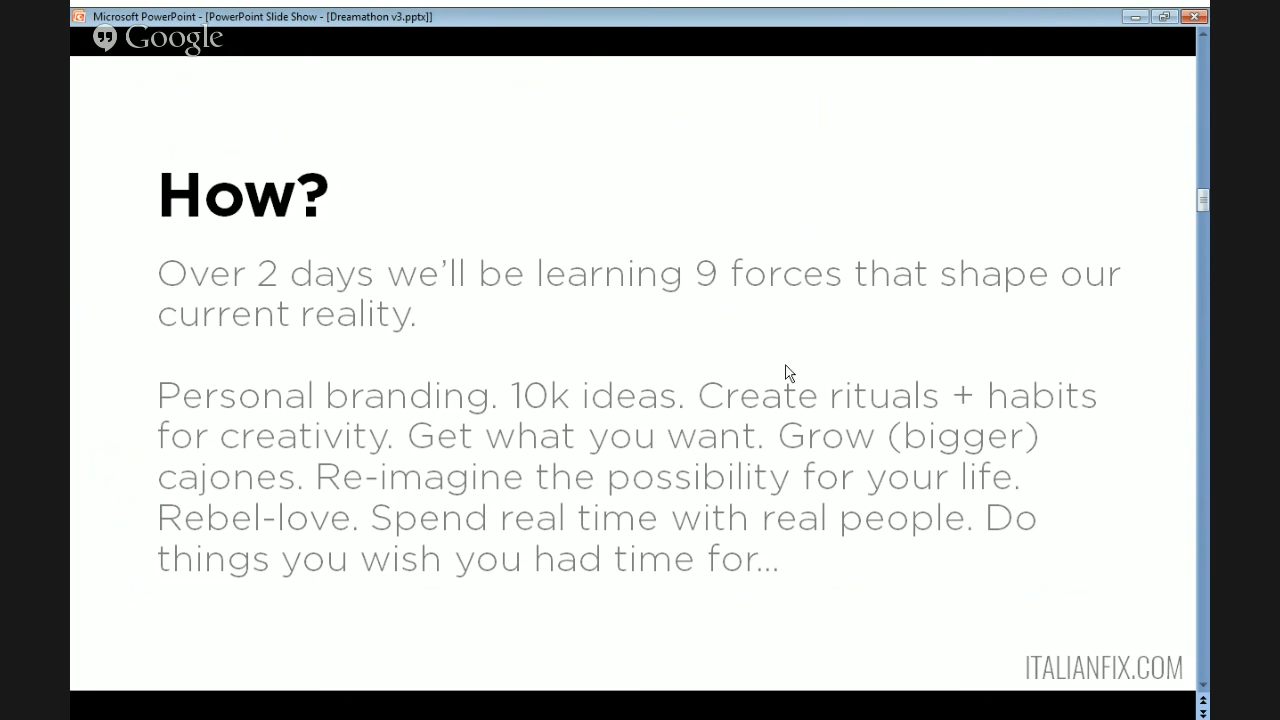 Microsoft PowerPoint - [PowerPoint Slide Show - [Dreamathon v3.pptx]]
Google
How?
Over 2 days we’ll be learning 9 forces that shape our
current reality.
Personal branding. 10k ideas. Create rituals + habits
for creativity. Get what you want. Grow (bigger)
cajones. Re-imagine the possibility for your life.
Rebel-love. Spend real time with real people. Do
things you wish you had time for...
ITALIANFIX.COM